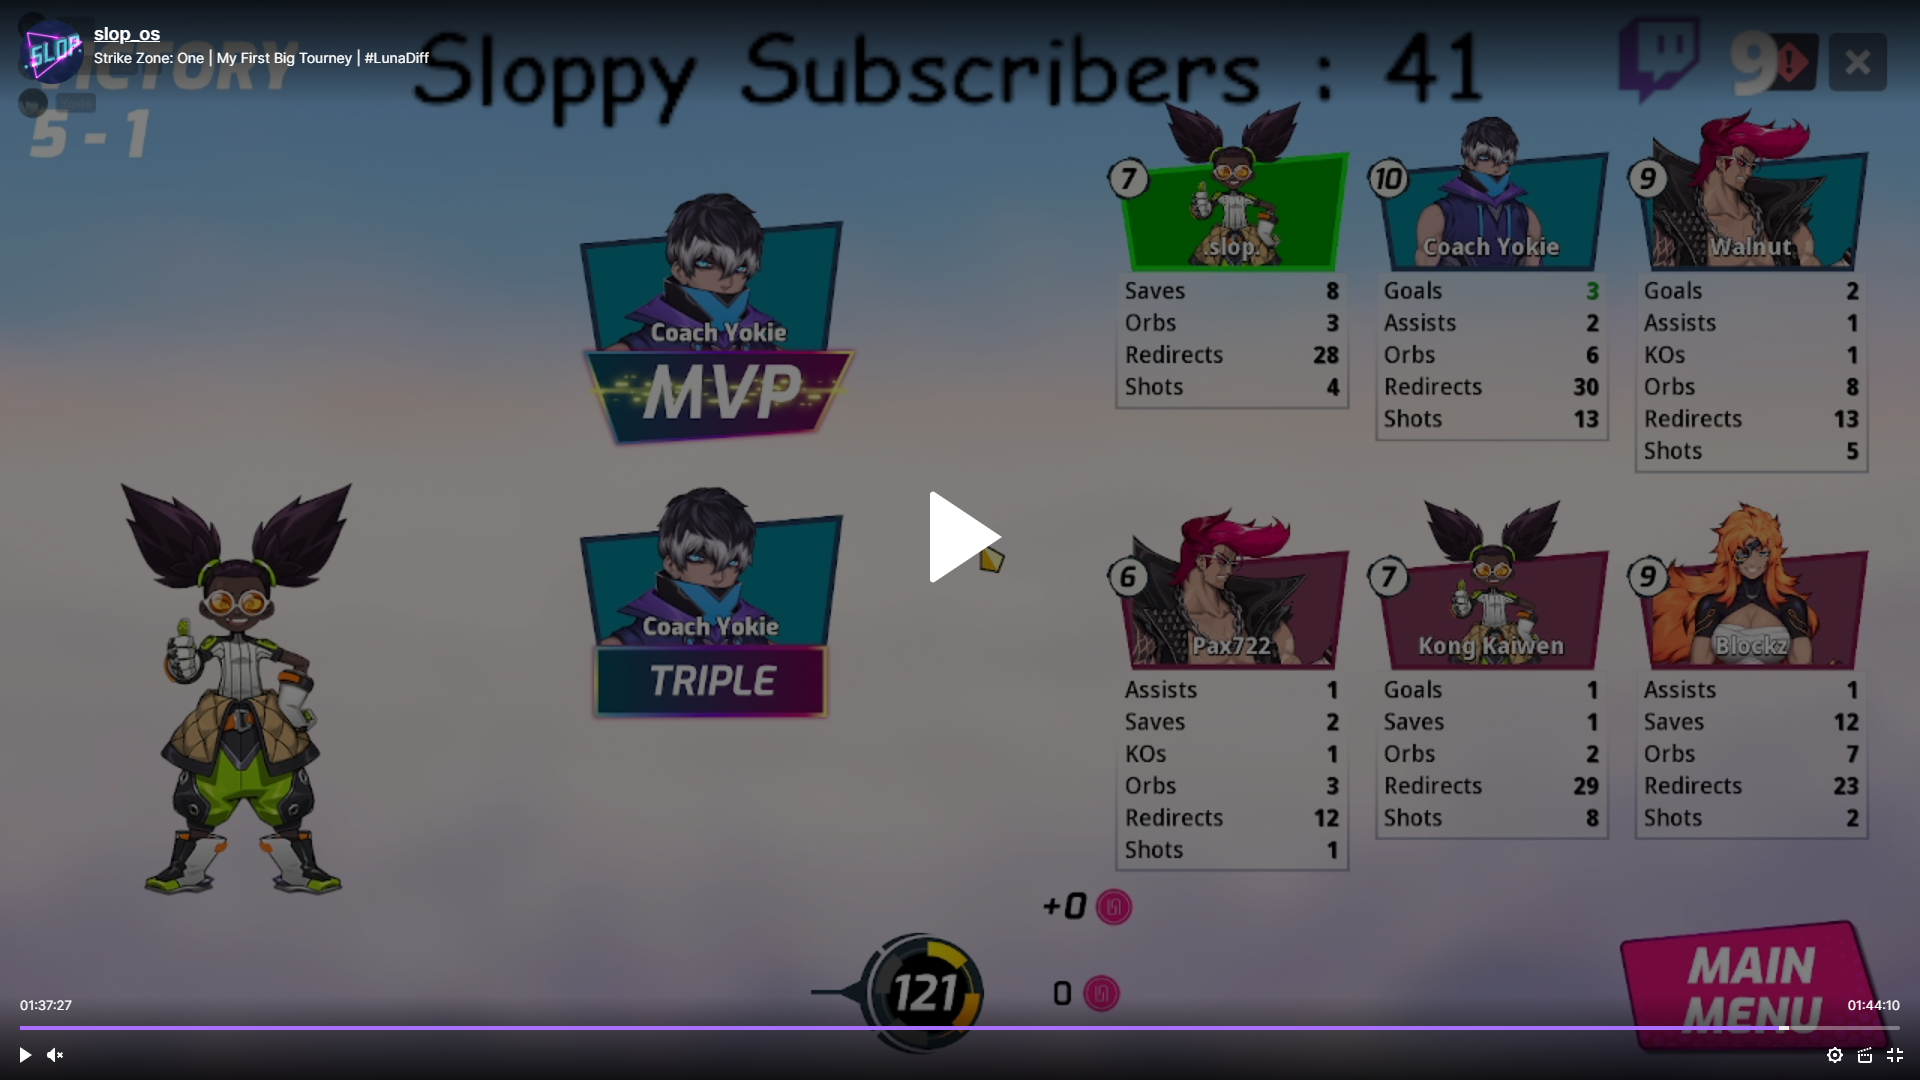 SLOP
slop_os
Strike Zone: One | My First Big Tourney | #LunaDiff
VICTORY
5 - 1
Sloppy Subscribers : 41
9
7
.slop.
Saves 8
Orbs 3
Redirects 28
Shots 4
10
Coach Yokie
Goals 3
Assists 2
Orbs 6
Redirects 30
Shots 13
9
Walnut
Goals 2
Assists 1
KOs 1
Orbs 8
Redirects 13
Shots 5
Coach Yokie
MVP
Coach Yokie
TRIPLE
6
Pax722
Assists 1
Saves 2
KOs 1
Orbs 3
Redirects 12
Shots 1
7
Kong Kaiwen
Goals 1
Saves 1
Orbs 2
Redirects 29
Shots 8
9
Blockz
Assists 1
Saves 12
Orbs 7
Redirects 23
Shots 2
+0
121
0
MAIN
MENU
01:37:27
01:44:10